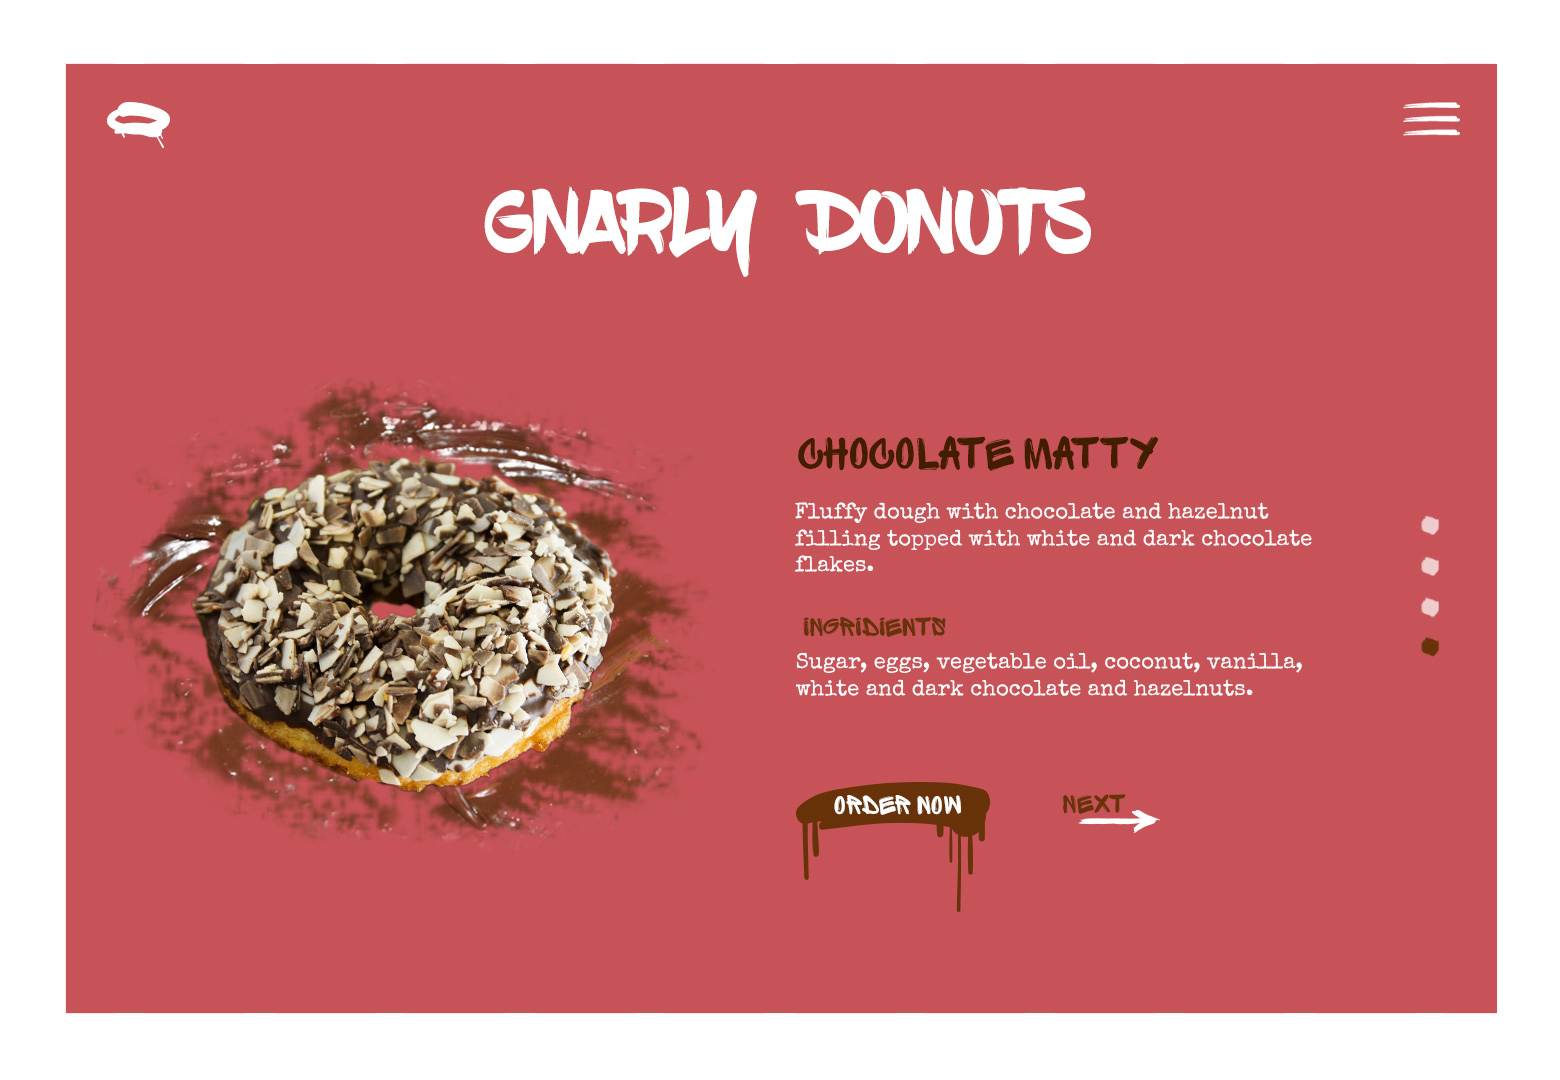 GNARLY DONUTS
CHOCOLATE MATTY
Fluffy dough with chocolate and hazelnut
filling topped with white and dark chocolate
flakes.
INGRIDIENTS
Sugar, eggs, vegetable oil, coconut, vanilla,
white and dark chocolate and hazelnuts.
ORDER NOW
NEXT